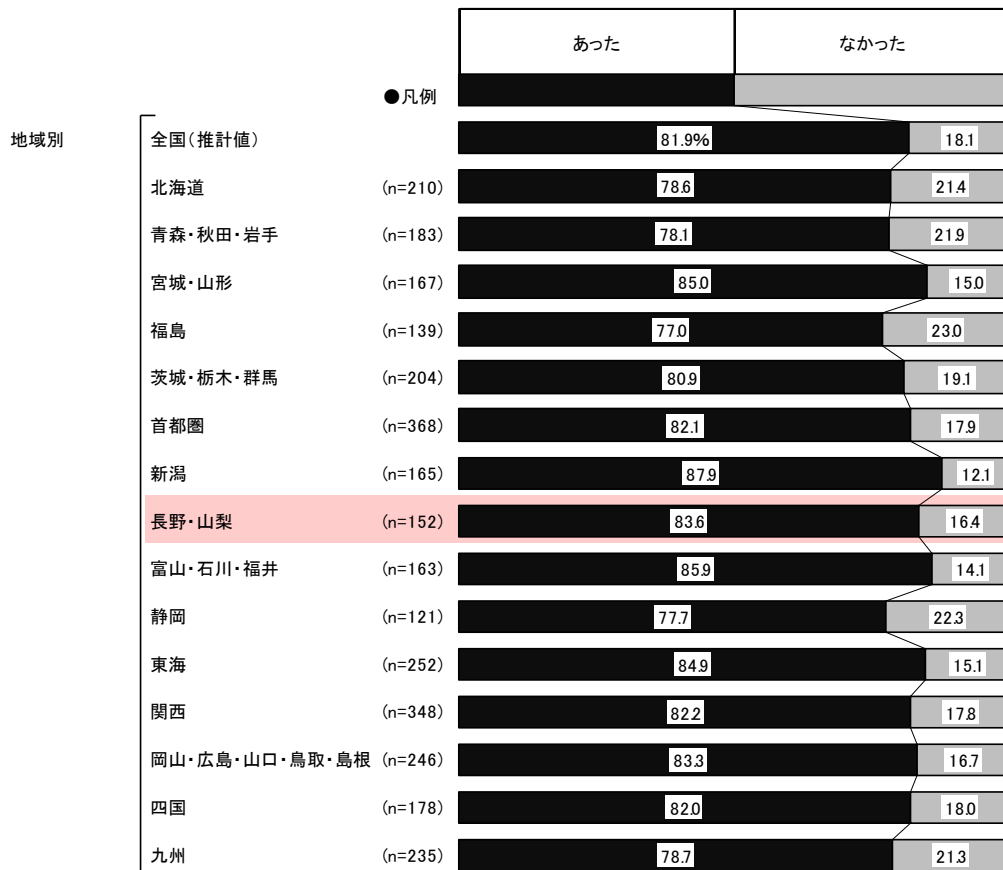 あった なかった
●凡例
地域別 全国(推計値) 81.9% 18.1
北海道 (n=210) 78.6 21.4
青森・秋田・岩手 (n=183) 78.1 21.9
宮城・山形 (n=167) 85.0 15.0
福島 (n=139) 77.0 23.0
茨城・栃木・群馬 (n=204) 80.9 19.1
首都圏 (n=368) 82.1 17.9
新潟 (n=165) 87.9 12.1
長野・山梨 (n=152) 83.6 16.4
富山・石川・福井 (n=163) 85.9 14.1
静岡 (n=121) 77.7 22.3
東海 (n=252) 84.9 15.1
関西 (n=348) 82.2 17.8
岡山・広島・山口・鳥取・島根 (n=246) 83.3 16.7
四国 (n=178) 82.0 18.0
九州 (n=235) 78.7 21.3